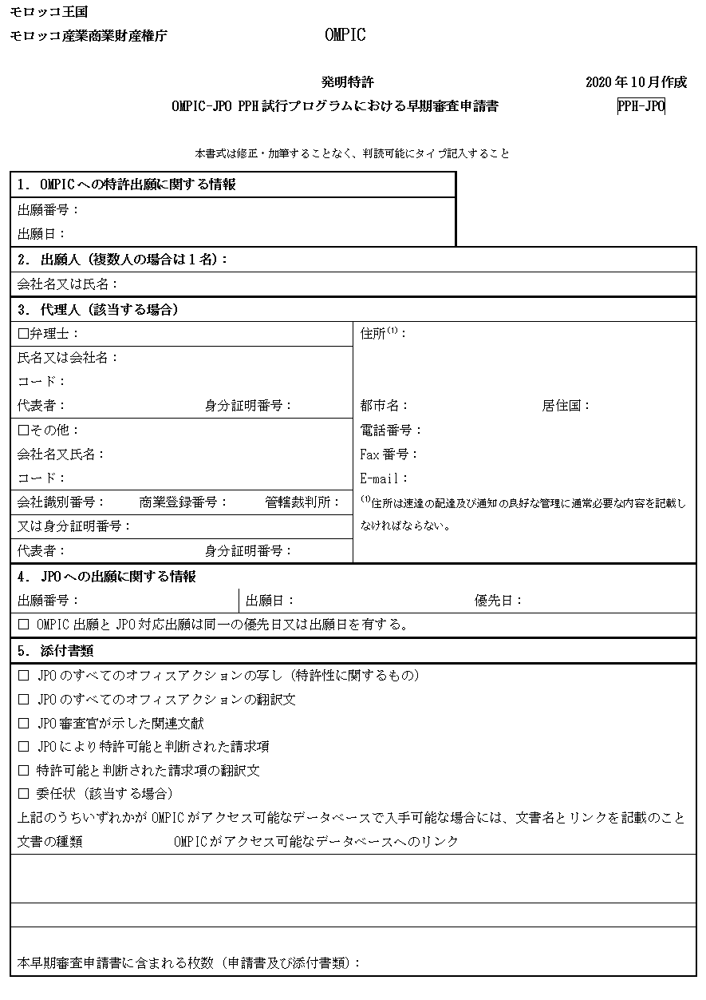 モロッコ王国
モロッコ産業商業財産権庁 OMPIC
発明特許 2020年10月作成
OMPIC-JPO PPH試行プログラムにおける早期審査申請書 PPH-JPO
本書式は修正・加筆することなく、判読可能にタイプ記入すること
1. OMPICへの特許出願に関する情報
出願番号：
出願日：
2. 出願人（複数人の場合は1名）：
会社名又は氏名：
3. 代理人（該当する場合）
□弁理士： 住所(1)：
氏名又は会社名：
コード：
代表者： 身分証明番号： 都市名： 居住国：
□その他： 電話番号：
会社名又氏名： Fax番号：
コード： E-mail：
会社識別番号： 商業登録番号： 管轄裁判所： (1)住所は速達の配達及び通知の良好な管理に通常必要な内容を記載し
又は身分証明番号： なければならない。
代表者： 身分証明番号：
4. JPOへの出願に関する情報
出願番号： 出願日： 優先日：
□ OMPIC出願とJPO対応出願は同一の優先日又は出願日を有する。
5. 添付書類
□ JPOのすべてのオフィスアクションの写し（特許性に関するもの）
□ JPOのすべてのオフィスアクションの翻訳文
□ JPO審査官が示した関連文献
□ JPOにより特許可能と判断された請求項
□ 特許可能と判断された請求項の翻訳文
□ 委任状（該当する場合）
上記のうちいずれかがOMPICがアクセス可能なデータベースで入手可能な場合には、文書名とリンクを記載のこと
文書の種類 OMPICがアクセス可能なデータベースへのリンク
本早期審査申請書に含まれる枚数（申請書及び添付書類）：